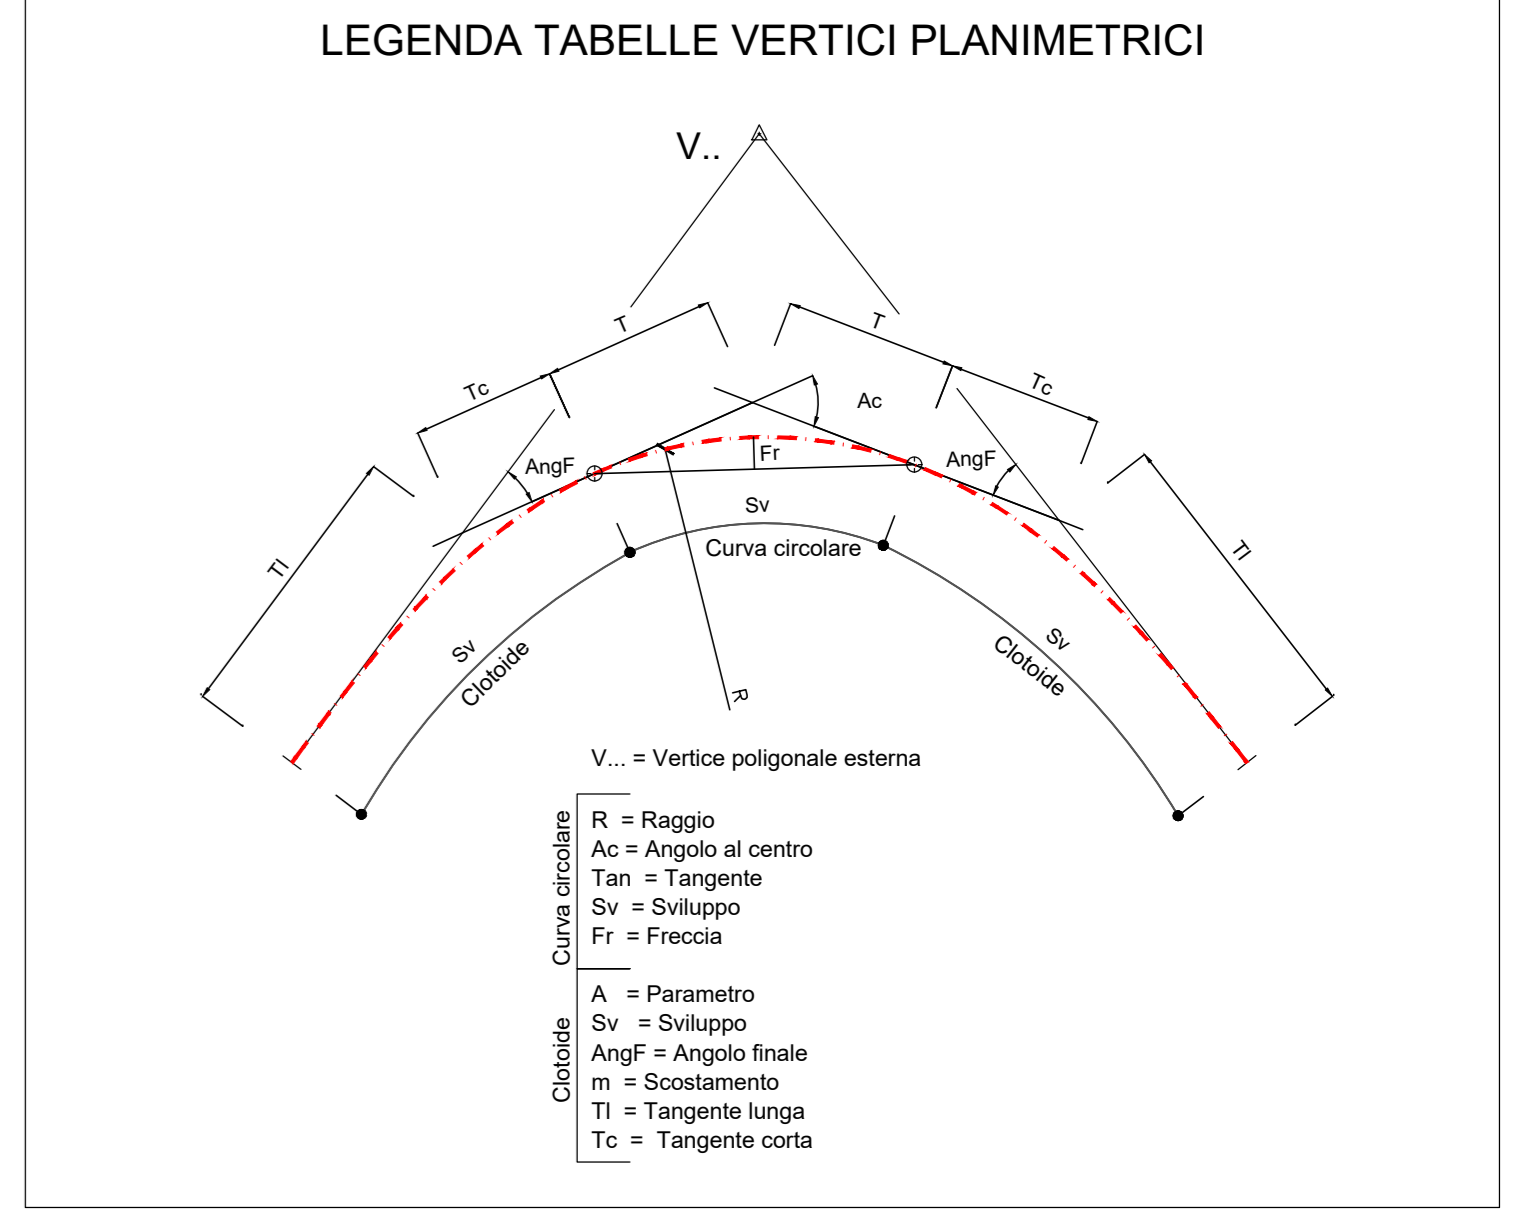 LEGENDA TABELLE VERTICI PLANIMETRICI
V..
T
T
Tc
Tc
Ac
AngF
Fr
AngF
Sv
Curva circolare
Tl
Tl
Sv
Clotoide
Sv
Clotoide
R
V... = Vertice poligonale esterna
Curva circolare
R = Raggio
Ac = Angolo al centro
Tan = Tangente
Sv = Sviluppo
Fr = Freccia
Clotoide
A = Parametro
Sv = Sviluppo
AngF = Angolo finale
m = Scostamento
Tl = Tangente lunga
Tc = Tangente corta